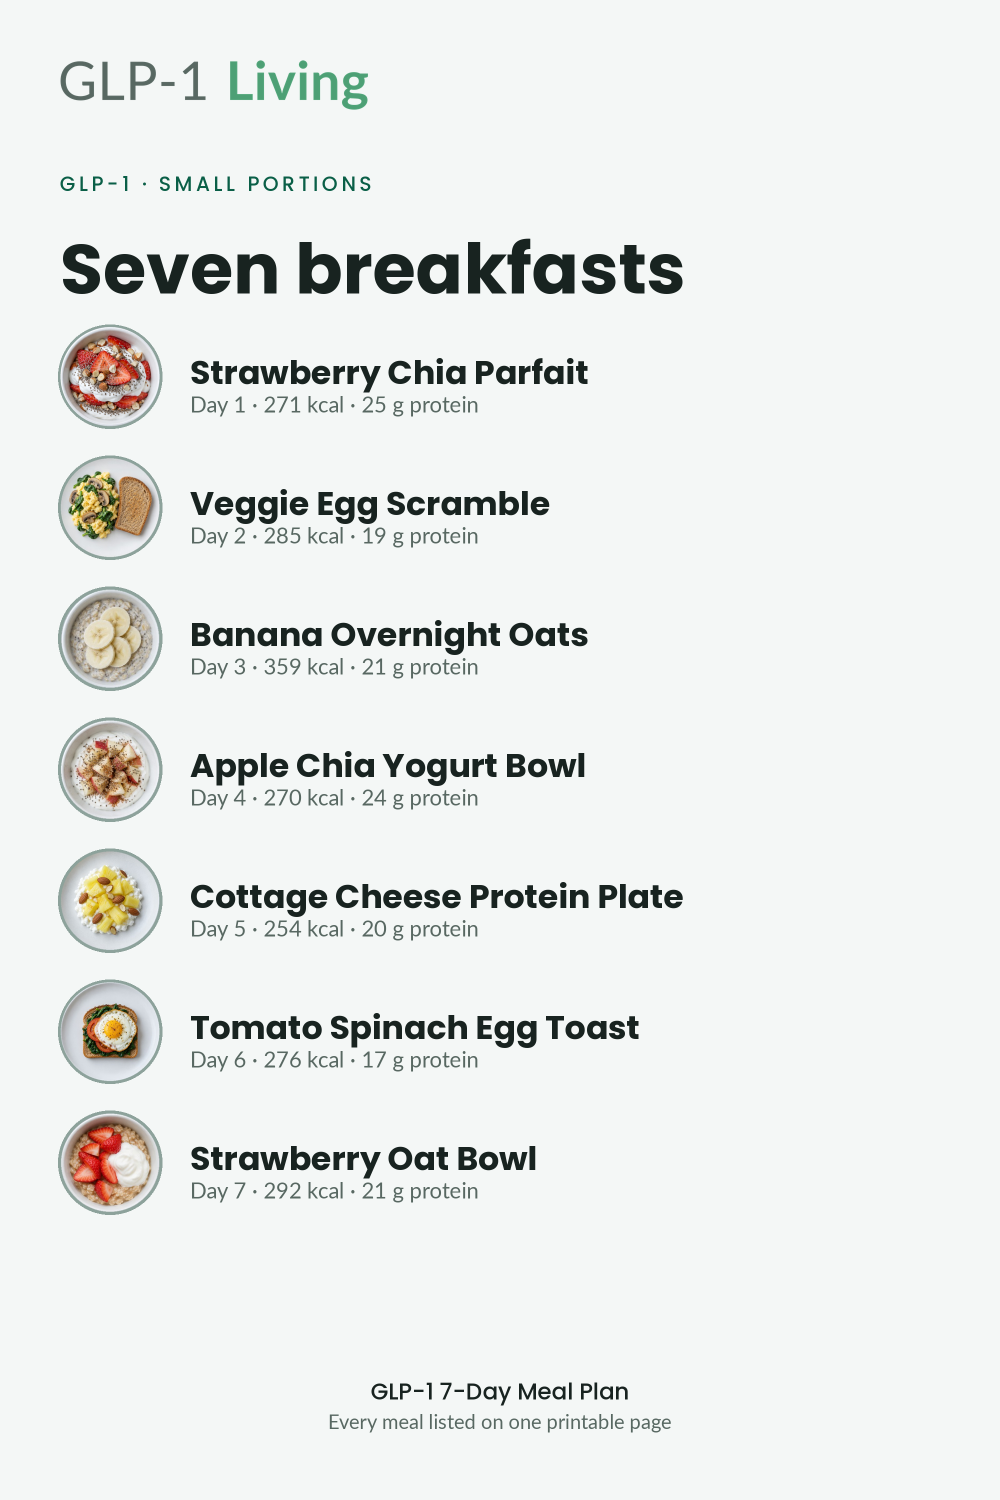 GLP-1 Living
GLP-1 · SMALL PORTIONS
Seven breakfasts
Strawberry Chia Parfait
Day 1 · 271 kcal · 25 g protein
Veggie Egg Scramble
Day 2 · 285 kcal · 19 g protein
Banana Overnight Oats
Day 3 · 359 kcal · 21 g protein
Apple Chia Yogurt Bowl
Day 4 · 270 kcal · 24 g protein
Cottage Cheese Protein Plate
Day 5 · 254 kcal · 20 g protein
Tomato Spinach Egg Toast
Day 6 · 276 kcal · 17 g protein
Strawberry Oat Bowl
Day 7 · 292 kcal · 21 g protein
GLP-1 7-Day Meal Plan
Every meal listed on one printable page